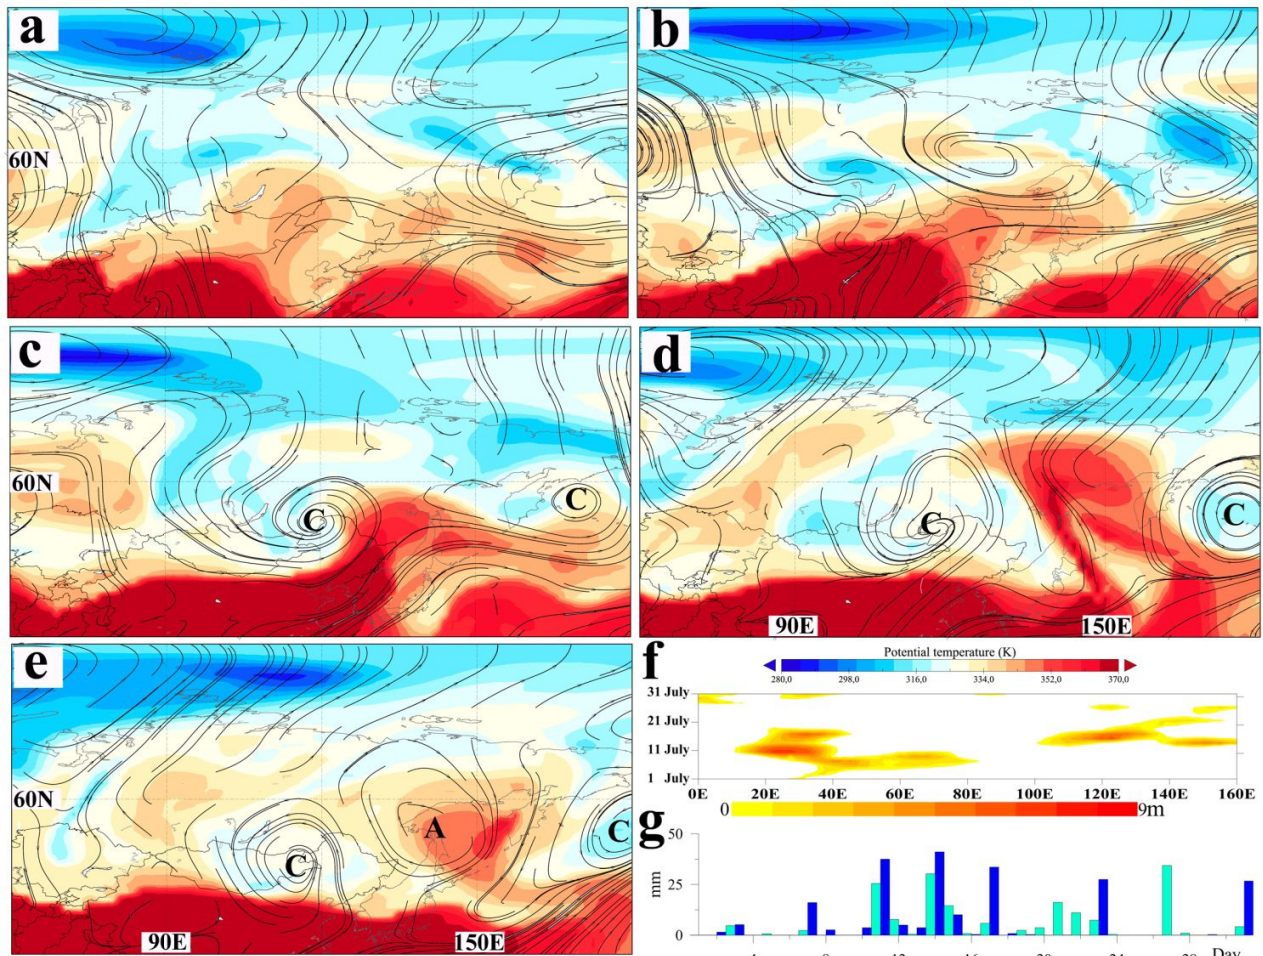 a
b
60N
c
d
60N
C
C
C
C
90E
150E
e
f
Potential temperature (K)
280,0 298,0 316,0 334,0 352,0 370,0
31 July
21 July
11 July
1 July
0E 20E 40E 60E 80E 100E 120E 140E 160E
60N
A
C
C
90E
150E
0 9m
g
50
25
0
mm
Day